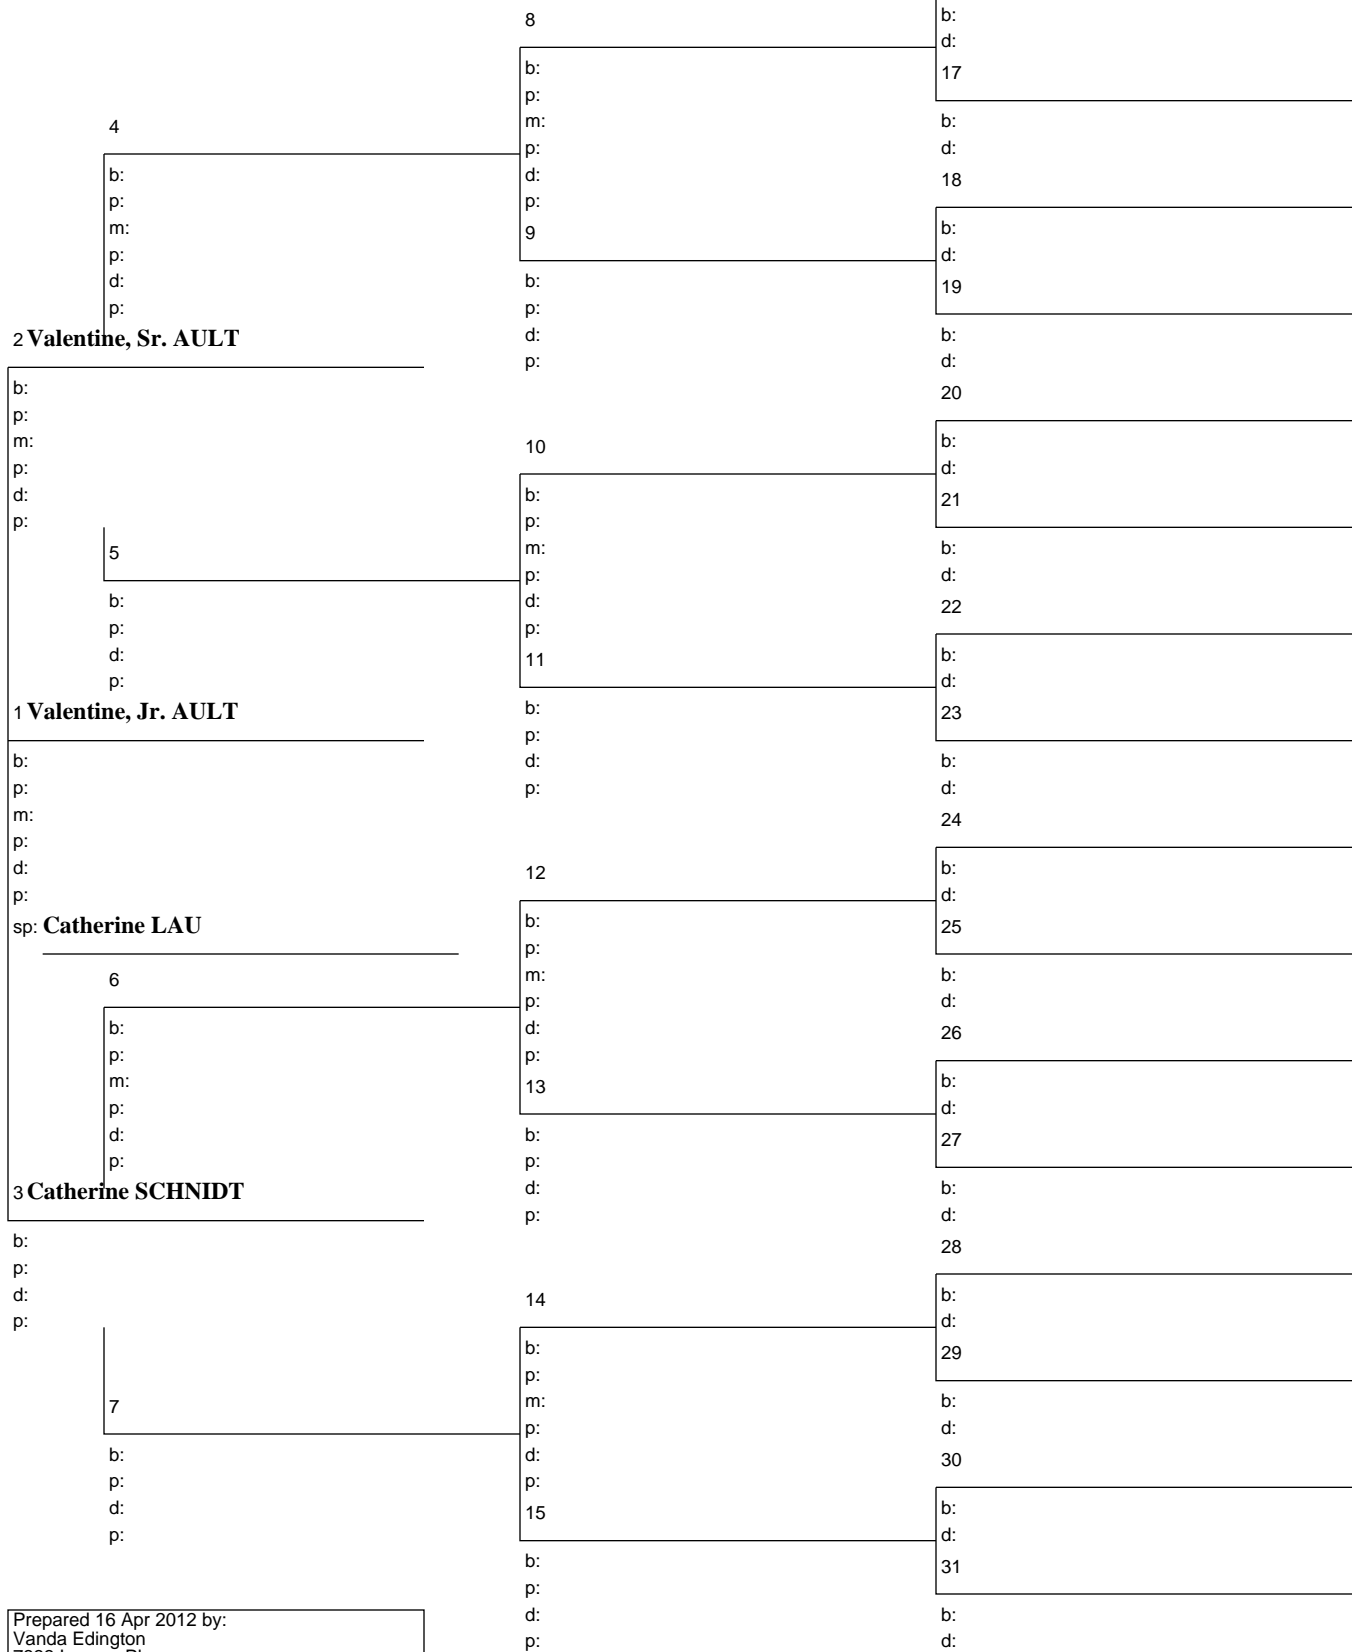 8
b:
p:
m:
p:
d:
p:
9
b:
p:
d:
p:
4
b:
p:
m:
p:
d:
p:
2 Valentine, Sr. AULT
b:
p:
m:
p:
d:
p:
5
b:
p:
d:
p:
10
b:
p:
m:
p:
d:
p:
11
b:
p:
d:
p:
1 Valentine, Jr. AULT
b:
p:
m:
p:
d:
p:
sp: Catherine LAU
6
b:
p:
m:
p:
d:
p:
12
b:
p:
m:
p:
d:
p:
13
b:
p:
d:
p:
3 Catherine SCHNIDT
b:
p:
d:
p:
7
b:
p:
d:
p:
14
b:
p:
m:
p:
d:
p:
15
b:
p:
d:
p:
b:
d:
17
b:
d:
18
b:
d:
19
b:
d:
20
b:
d:
21
b:
d:
22
b:
d:
23
b:
d:
24
b:
d:
25
b:
d:
26
b:
d:
27
b:
d:
28
b:
d:
29
b:
d:
30
b:
d:
31
b:
d:
Prepared 16 Apr 2012 by:
Vanda Edington